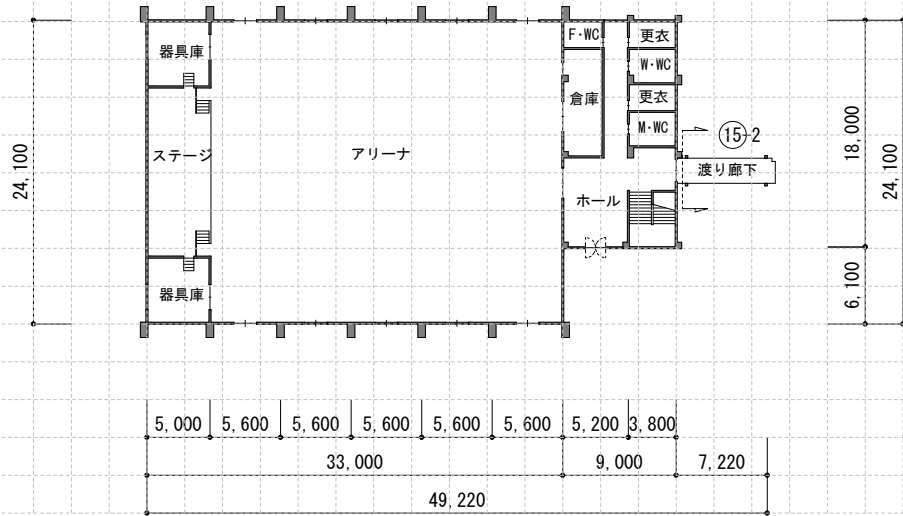 器具庫
F・WC
更衣
W・WC
倉庫
更衣
M・WC
15-2
ステージ
アリーナ
渡り廊下
ホール
器具庫
24,100
18,000
24,100
6,100
5,000 5,600 5,600 5,600 5,600 5,600 5,200 3,800
33,000 9,000 7,220
49,220